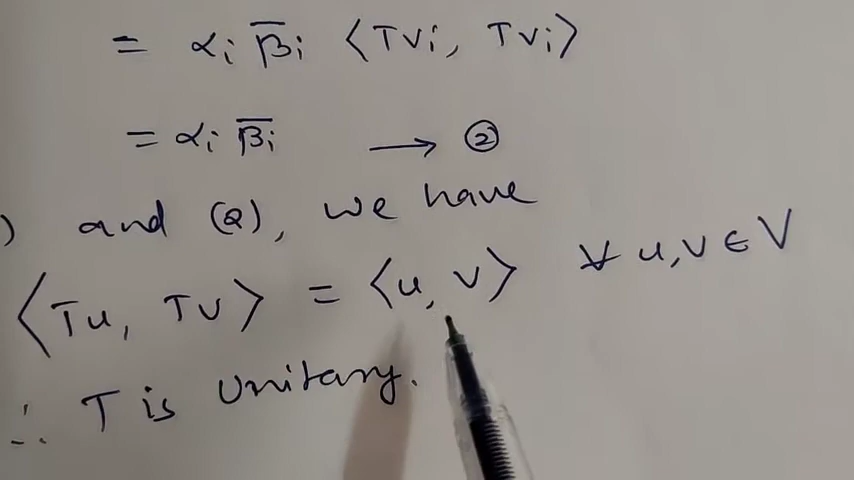 = αᵢ β̅ᵢ ⟨Tvᵢ, Tvᵢ⟩
= αᵢ β̅ᵢ → ②
) and (2), we have
⟨Tu, Tv⟩ = ⟨u, v⟩ ∀ u, v ∈ V
∴ T is Unitary.